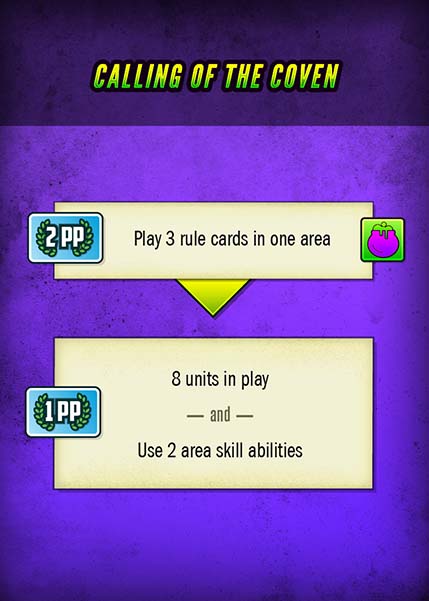 CALLING OF THE COVEN
2 PP
Play 3 rule cards in one area
1 PP
8 units in play
— and —
Use 2 area skill abilities